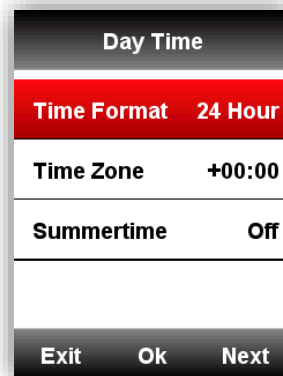 Day Time
Time Format 24 Hour
Time Zone +00:00
Summertime Off
Exit Ok Next